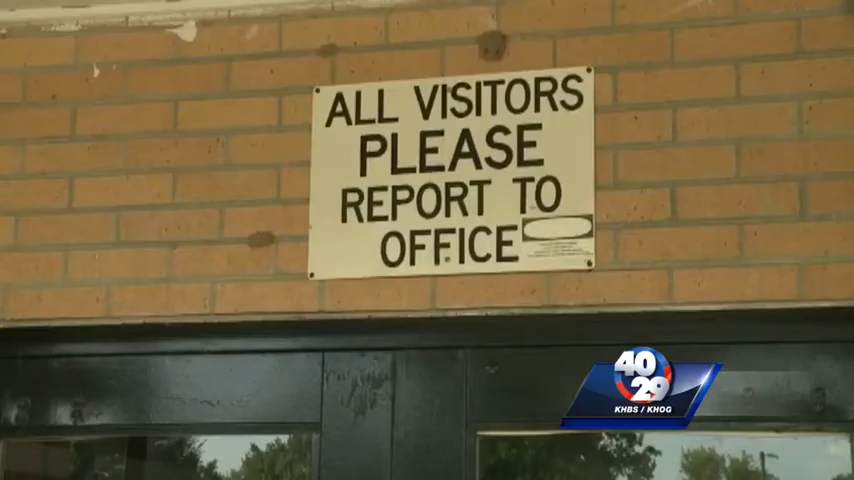 ALL VISITORS
PLEASE
REPORT TO
OFFICE
40
29
KHBS / KHOG